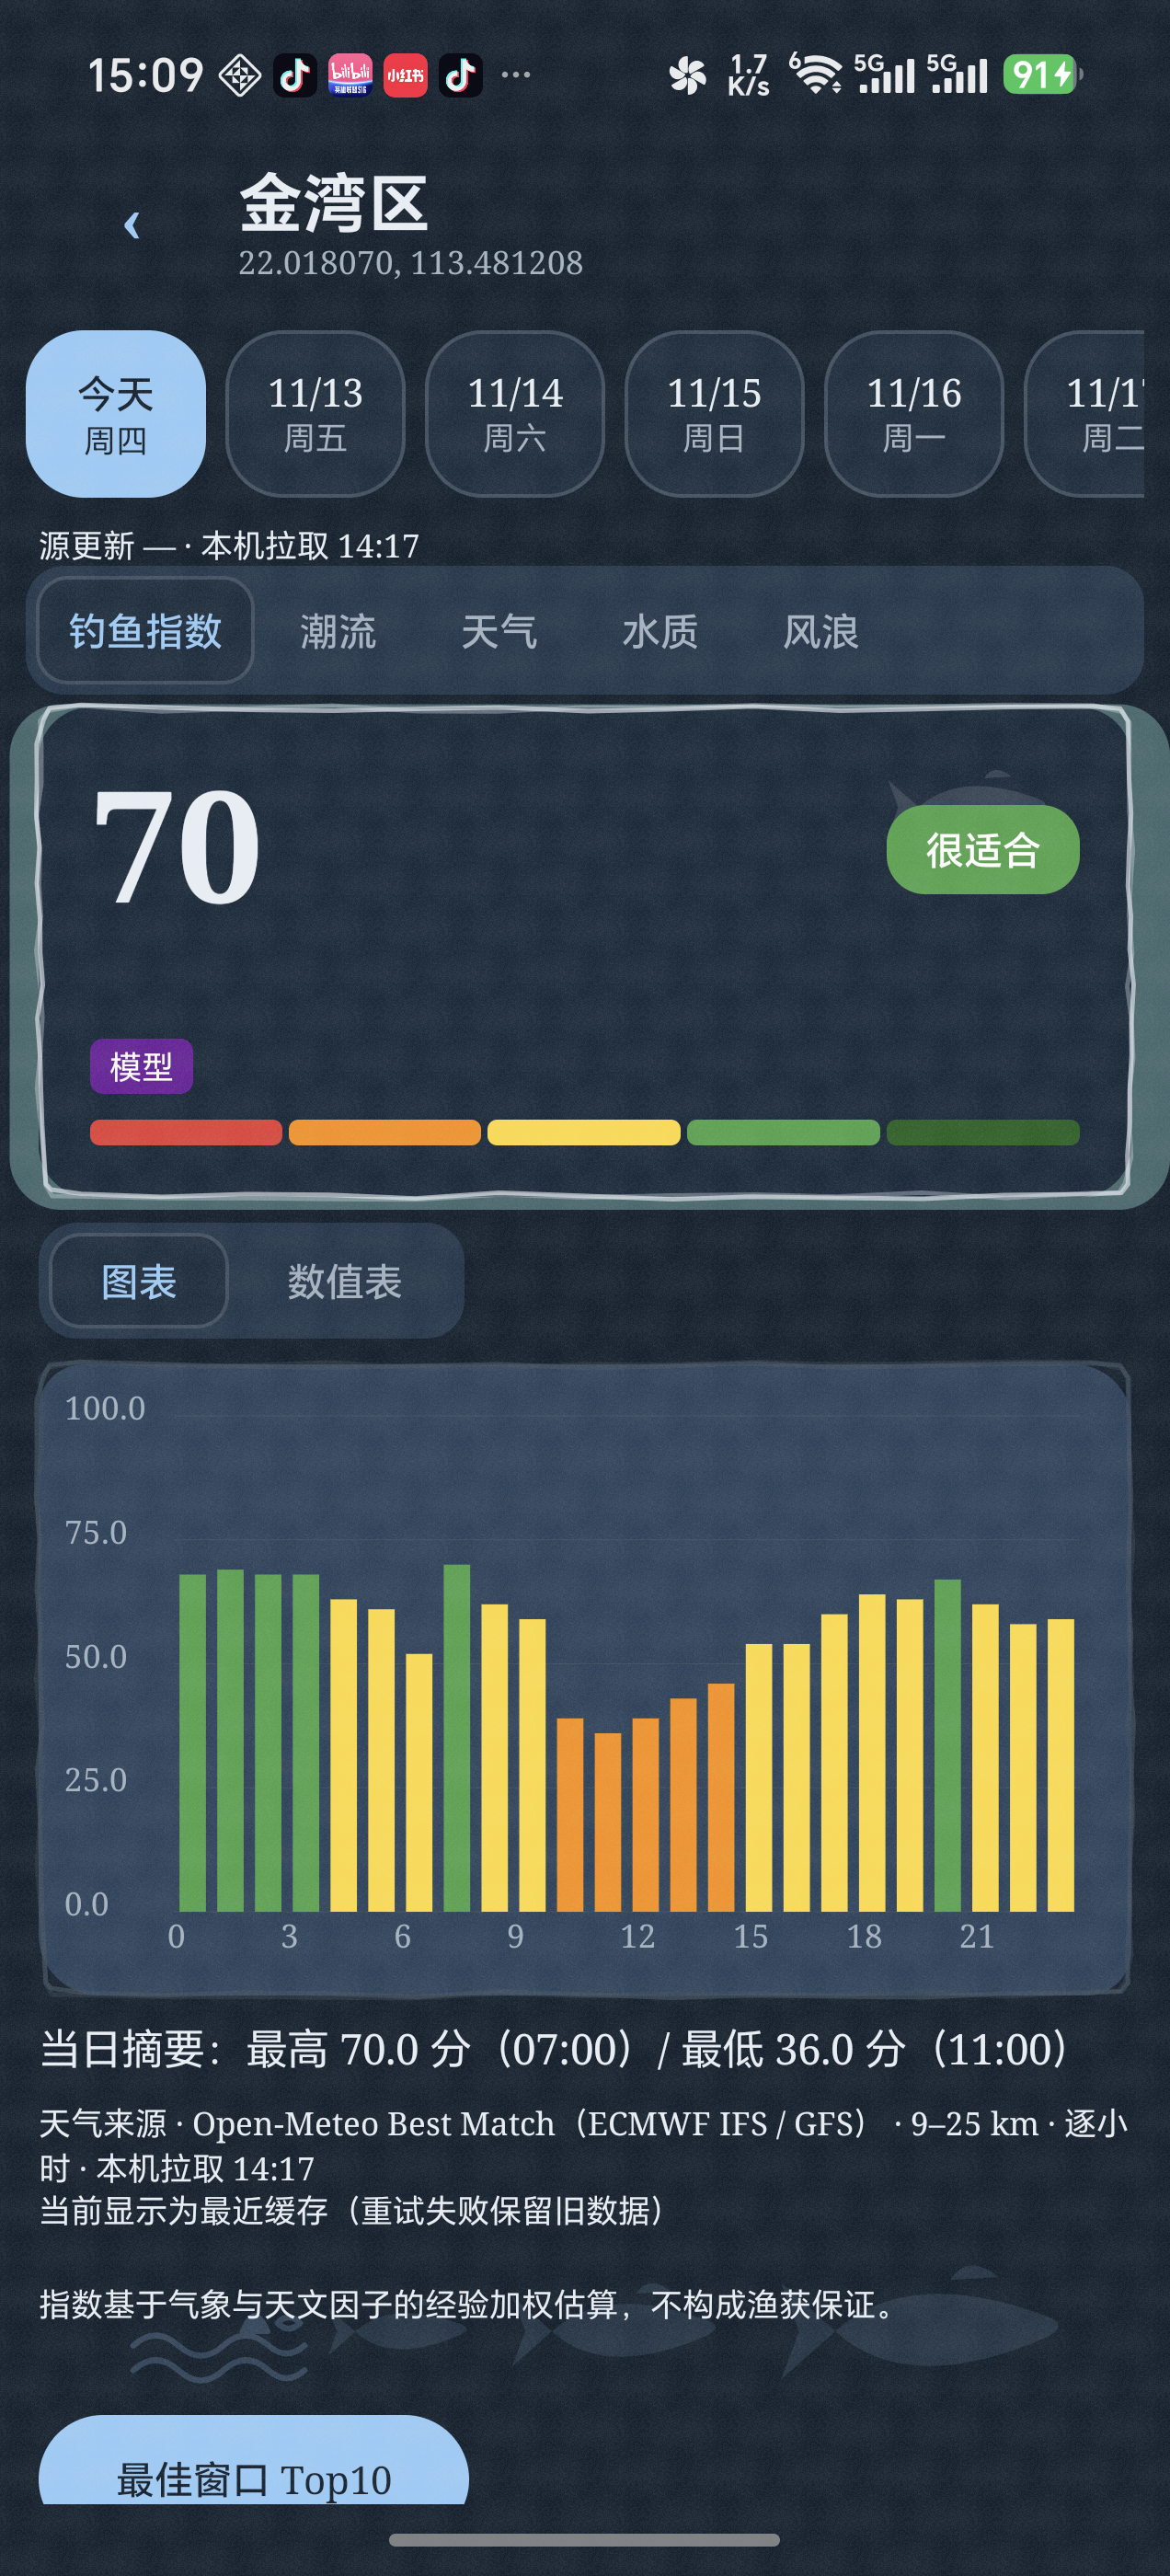 15:09
bilibili
小红书
1.7
K/s
6
5G
5G
91
金湾区
22.018070, 113.481208
今天
周四
11/13
周五
11/14
周六
11/15
周日
11/16
周一
11/1
周二
源更新 — · 本机拉取 14:17
钓鱼指数
潮流
天气
水质
风浪
70
很适合
模型
图表
数值表
100.0
75.0
50.0
25.0
0.0
0 3 6 9 12 15 18 21
当日摘要：最高 70.0 分（07:00）/ 最低 36.0 分（11:00）
天气来源 · Open-Meteo Best Match（ECMWF IFS / GFS） · 9–25 km · 逐小
时 · 本机拉取 14:17
当前显示为最近缓存（重试失败保留旧数据）
指数基于气象与天文因子的经验加权估算，不构成渔获保证。
最佳窗口 Top10